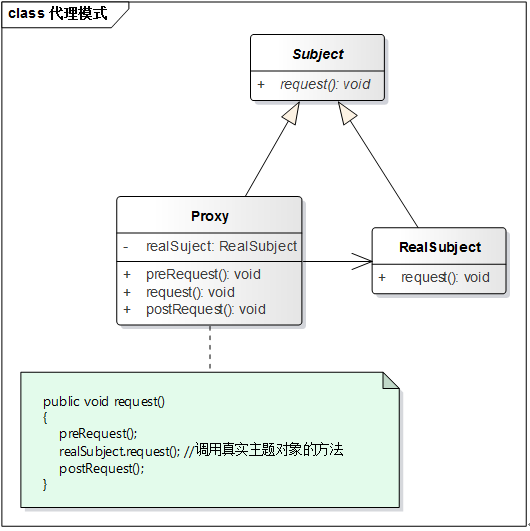 class 代理模式
Subject
+ request(): void
Proxy
- realSuject: RealSubject
+ preRequest(): void
+ request(): void
+ postRequest(): void
RealSubject
+ request(): void
public void request()
{
preRequest();
realSubject.request(); //调用真实主题对象的方法
postRequest();
}